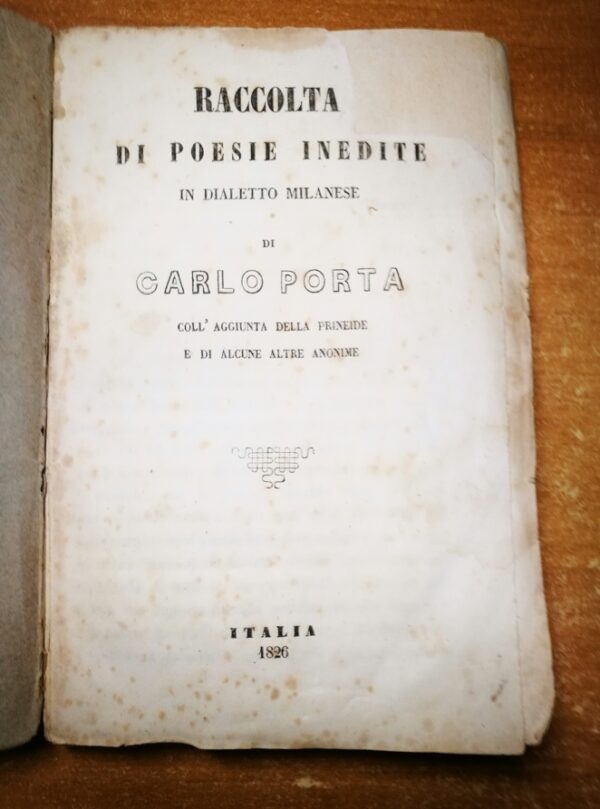 RACCOLTA
DI POESIE INEDITE
IN DIALETTO MILANESE
DI
CARLO PORTA
COLL' AGGIUNTA DELLA PRINEIDE
E DI ALCUNE ALTRE ANONIME
ITALIA
1826